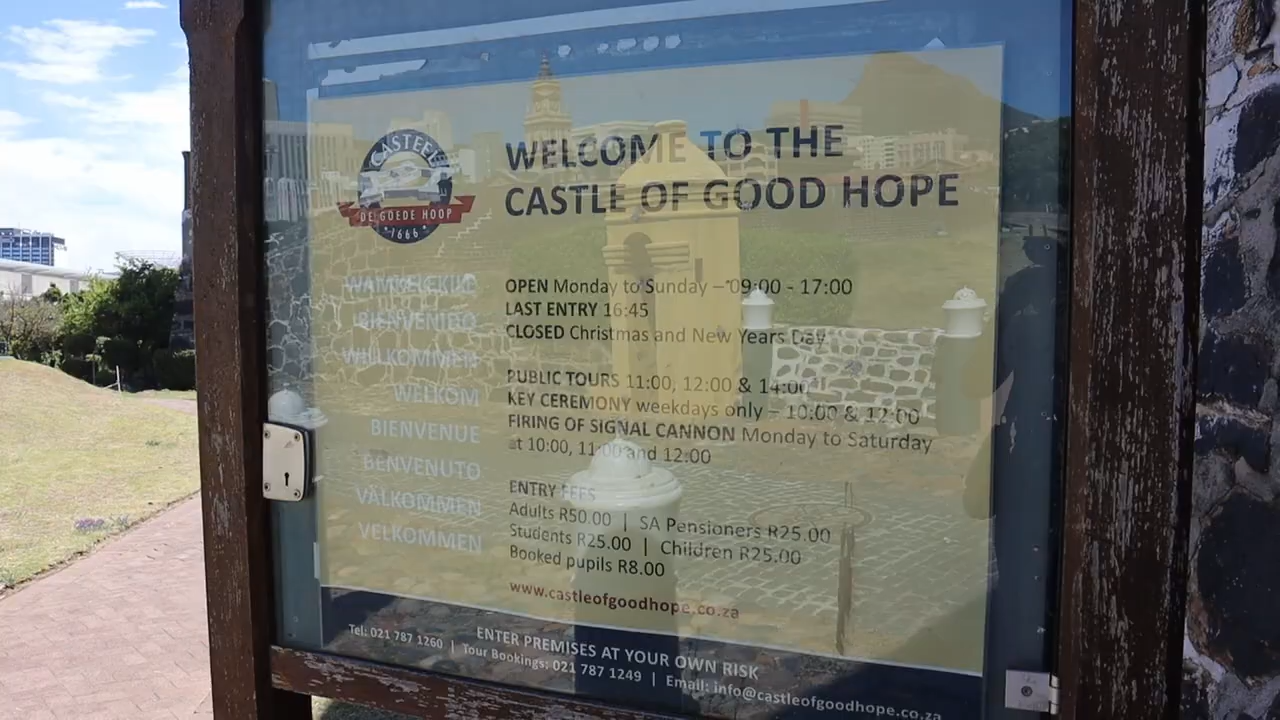 CASTEEL
DE GOEDE HOOP
1666
WELCOME TO THE
CASTLE OF GOOD HOPE
BIENVENIDO
WILLKOMMEN
WELKOM
BIENVENUE
BENVENUTO
VÄLKOMMEN
VELKOMMEN
OPEN Monday to Sunday – 09:00 - 17:00
LAST ENTRY 16:45
CLOSED Christmas and New Years Day
PUBLIC TOURS 11:00, 12:00 & 14:00
KEY CEREMONY weekdays only – 10:00 & 12:00
FIRING OF SIGNAL CANNON Monday to Saturday
at 10:00, 11:00 and 12:00
ENTRY FEES
Adults R50.00 | SA Pensioners R25.00
Students R25.00 | Children R25.00
Booked pupils R8.00
www.castleofgoodhope.co.za
ENTER PREMISES AT YOUR OWN RISK
Tel: 021 787 1260 | Tour Bookings: 021 787 1249 | Email: info@castleofgoodhope.co.za